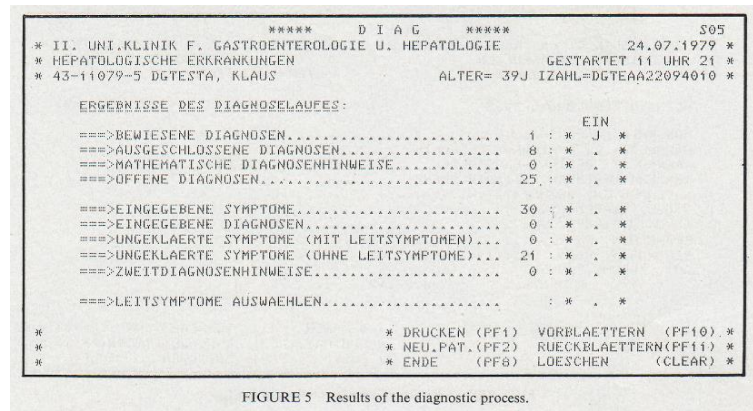 ***** D I A G ***** S05
* II. UNI.KLINIK F. GASTROENTEROLOGIE U. HEPATOLOGIE 24.07.1979 *
* HEPATOLOGISCHE ERKRANKUNGEN GESTARTET 11 UHR 21 *
* 43-11079-5 DGTESTA, KLAUS ALTER= 39J IZAHL=DGTEAA22094010 *
ERGEBNISSE DES DIAGNOSELAUFES:
EIN
===>BEWIESENE DIAGNOSEN........................ 1 : * J *
===>AUSGESCHLOSSENE DIAGNOSEN.................. 8 : * . *
===>MATHEMATISCHE DIAGNOSENHINWEISE............ 0 : * . *
===>OFFENE DIAGNOSEN........................... 25 : * . *
===>EINGEGEBENE SYMPTOME....................... 30 : * . *
===>EINGEGEBENE DIAGNOSEN...................... 0 : * . *
===>UNGEKLAERTE SYMPTOME (MIT LEITSYMPTOMEN)... 0 : * . *
===>UNGEKLAERTE SYMPTOME (OHNE LEITSYMPTOME)... 21 : * . *
===>ZWEITDIAGNOSENHINWEISE..................... 0 : * . *
===>LEITSYMPTOME AUSWAEHLEN.................... : * . *
* * DRUCKEN (PF1) VORBLAETTERN (PF10) *
* * NEU.PAT.(PF2) RUECKBLAETTERN(PF11) *
* * ENDE (PF8) LOESCHEN (CLEAR) *
FIGURE 5 Results of the diagnostic process.